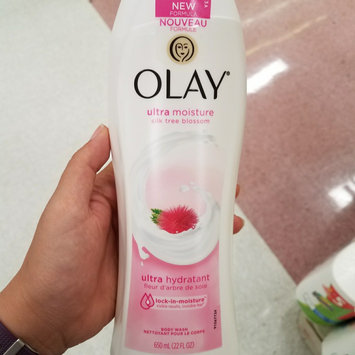 NEW
FORMULA
NOUVEAU
FORMULE
OLAY®
ultra moisture
silk tree blossom
ultra hydratant
fleur d'arbre de soie
lock-in-moisture™
BODY WASH
NETTOYANT POUR LE CORPS
650 mL (22 FL OZ)